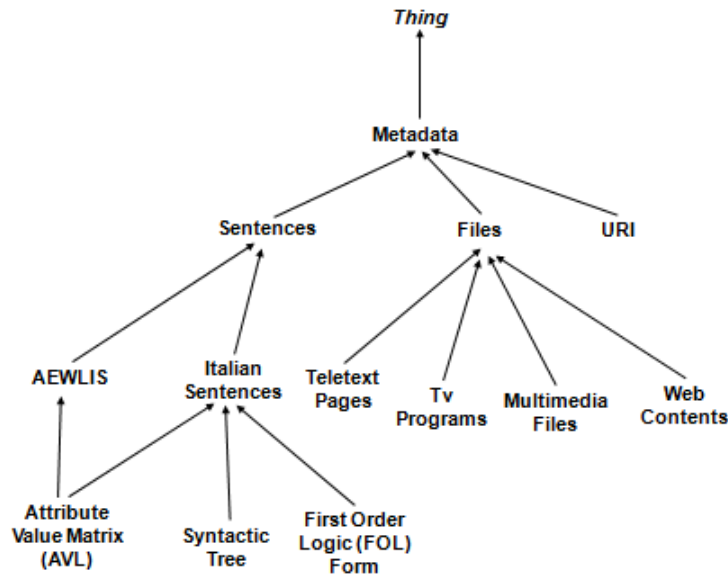 Thing
Metadata
Sentences
Files
URI
AEWLIS
Italian
Sentences
Teletext
Pages
Tv
Programs
Multimedia
Files
Web
Contents
Attribute
Value Matrix
(AVL)
Syntactic
Tree
First Order
Logic (FOL)
Form